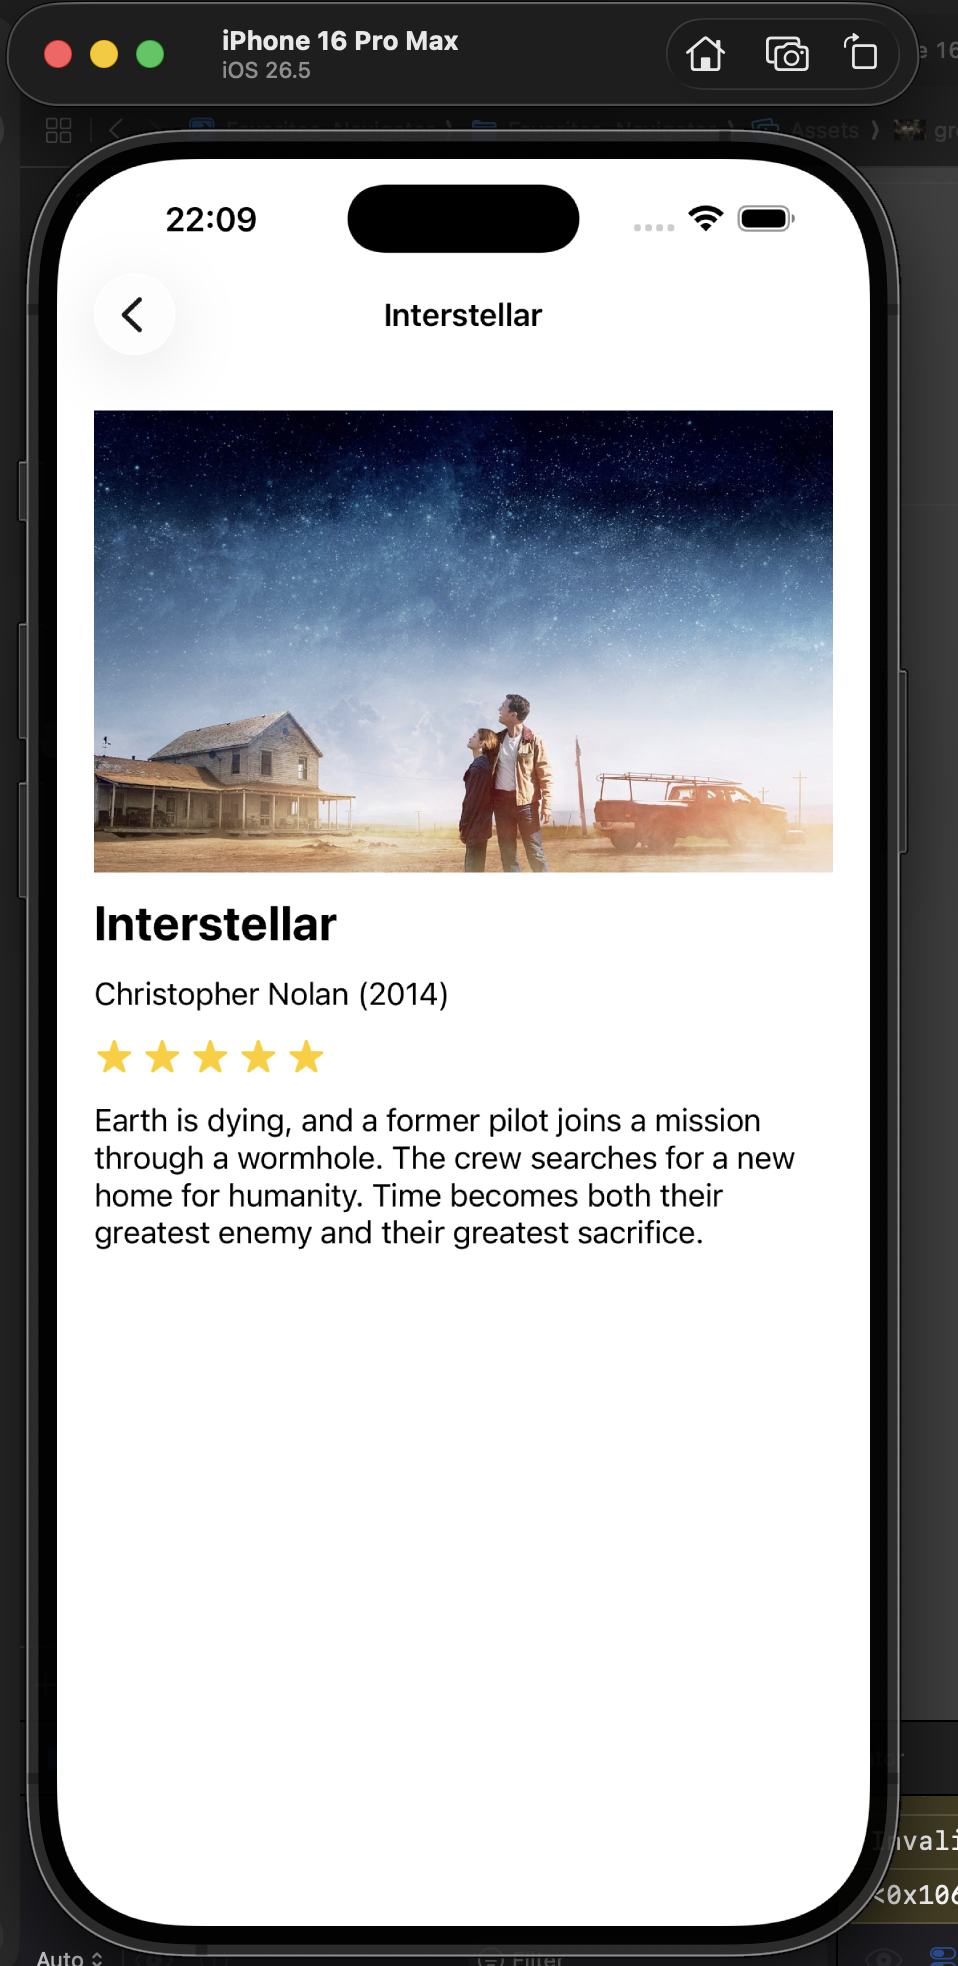 iPhone 16 Pro Max
iOS 26.5
Assets
22:09
Interstellar
Interstellar
Christopher Nolan (2014)
Earth is dying, and a former pilot joins a mission
through a wormhole. The crew searches for a new
home for humanity. Time becomes both their
greatest enemy and their greatest sacrifice.
Auto
Filter